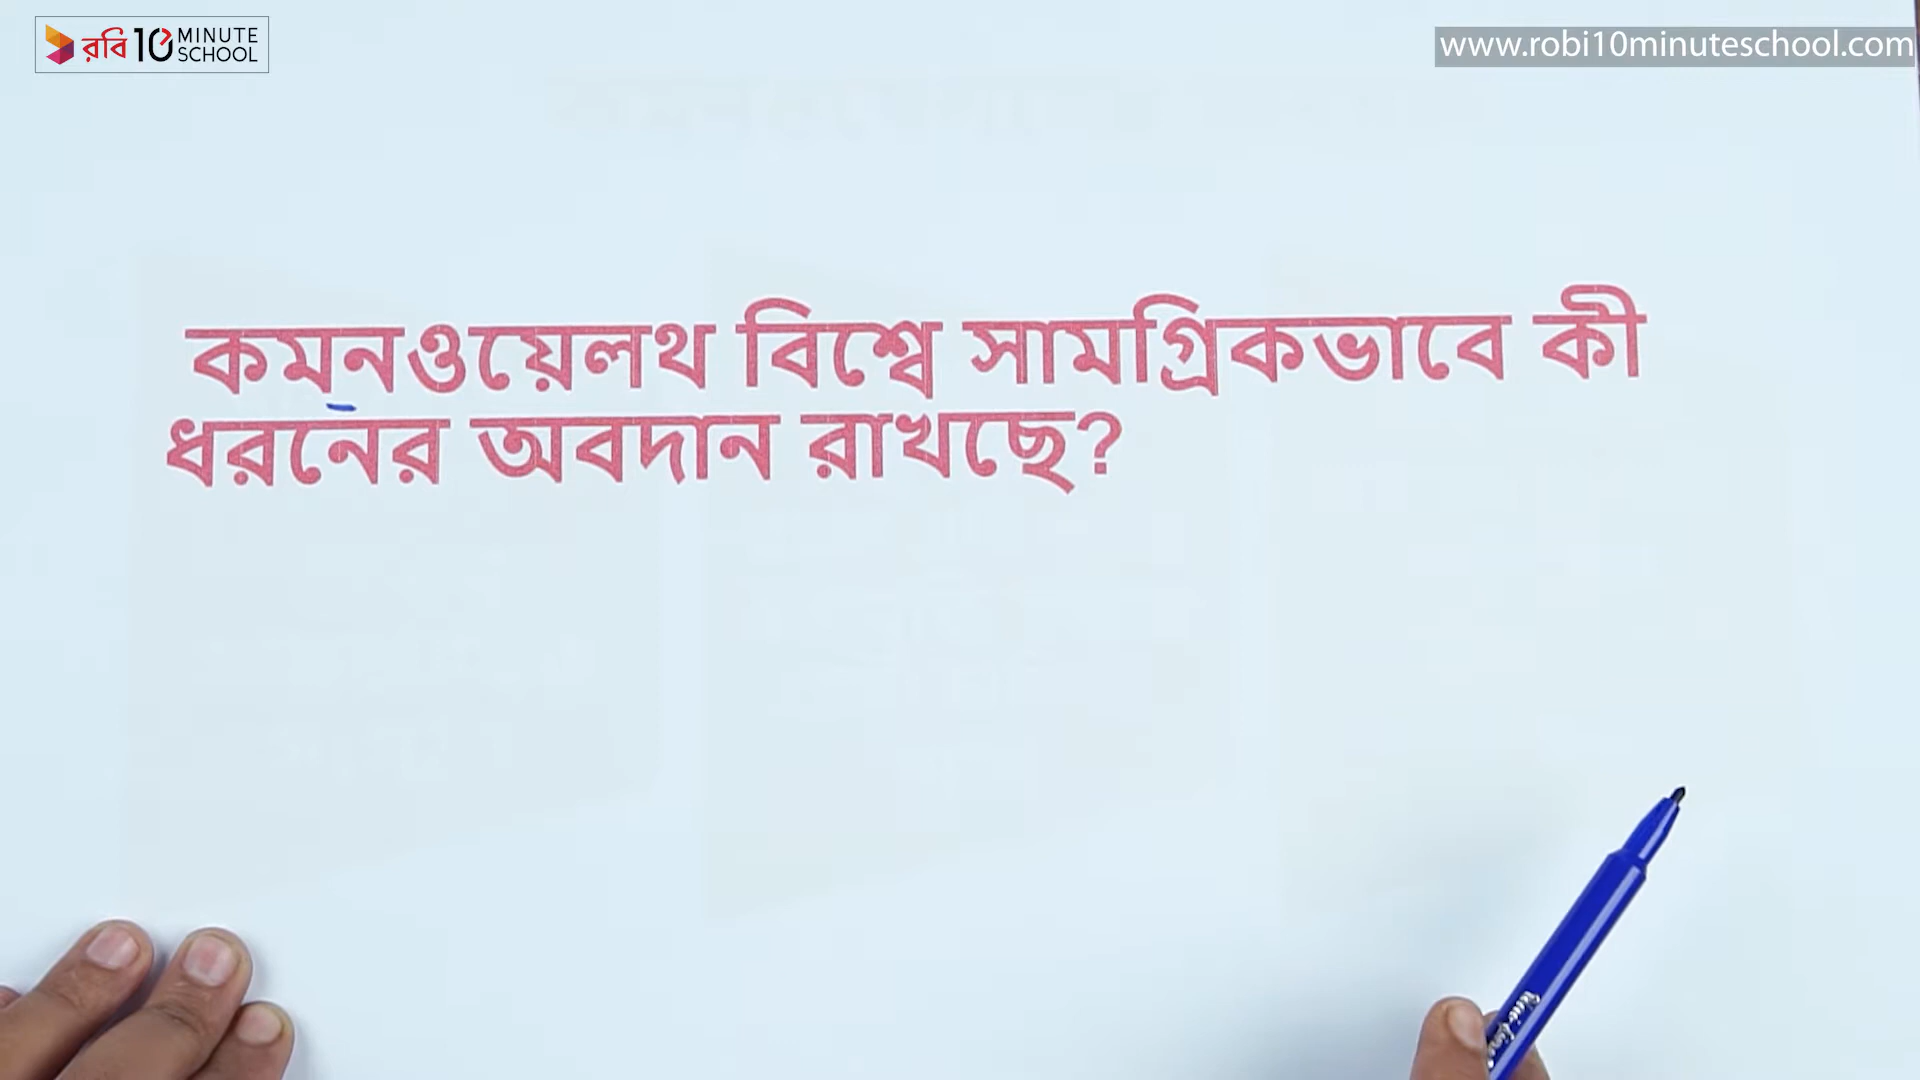 রবি 10 MINUTE SCHOOL
www.robi10minuteschool.com
কমনওয়েলথ বিশ্বে সামগ্রিকভাবে কী
ধরনের অবদান রাখছে?